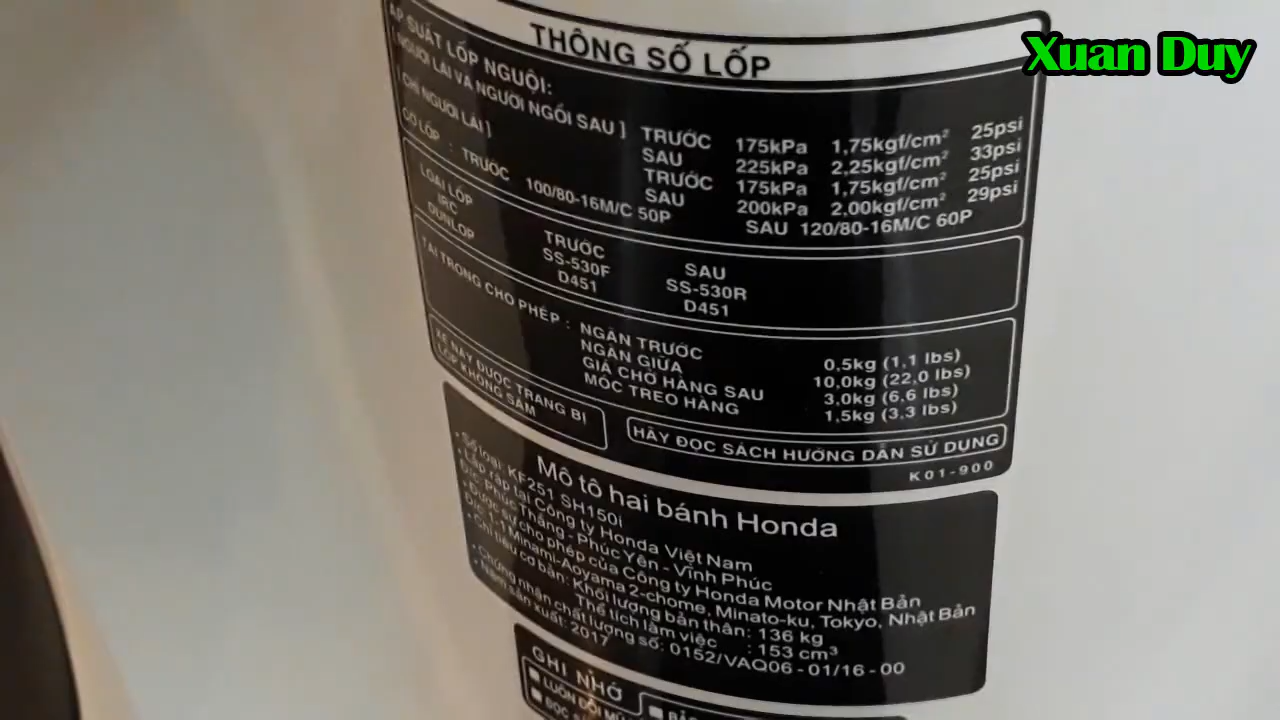 Xuan Duy
THÔNG SỐ LỐP
ÁP SUẤT LỐP NGUỘI:
[ NGƯỜI LÁI VÀ NGƯỜI NGỒI SAU ] TRƯỚC 175kPa 1,75kgf/cm² 25psi
SAU 225kPa 2,25kgf/cm² 33psi
[ CHỈ NGƯỜI LÁI ] TRƯỚC 175kPa 1,75kgf/cm² 25psi
SAU 200kPa 2,00kgf/cm² 29psi
CỠ LỐP : TRƯỚC 100/80-16M/C 50P SAU 120/80-16M/C 60P
LOẠI LỐP TRƯỚC SAU
IRC SS-530F SS-530R
DUNLOP D451 D451
TẢI TRỌNG CHO PHÉP : NGĂN TRƯỚC 0,5kg (1,1 lbs)
NGĂN GIỮA 10,0kg (22,0 lbs)
GIÁ CHỞ HÀNG SAU 3,0kg (6,6 lbs)
MÓC TREO HÀNG 1,5kg (3,3 lbs)
XE NÀY ĐƯỢC TRANG BỊ
LỐP KHÔNG SĂM
HÃY ĐỌC SÁCH HƯỚNG DẪN SỬ DỤNG
K01-900
Mô tô hai bánh Honda
• Số loại: KF251 SH150i
• Lắp ráp tại Công ty Honda Việt Nam
Đ/c: Phúc Thắng - Phúc Yên - Vĩnh Phúc
• Được sự cho phép của Công ty Honda Motor Nhật Bản
Đ/c: 1-1 Minami-Aoyama 2-chome, Minato-ku, Tokyo, Nhật Bản
• Chỉ tiêu cơ bản: Khối lượng bản thân: 136 kg
Thể tích làm việc : 153 cm³
• Chứng nhận chất lượng số: 0152/VAQ06 - 01/16 - 00
• Năm sản xuất: 2017
GHI NHỚ
LUÔN ĐỘI
ĐỌC